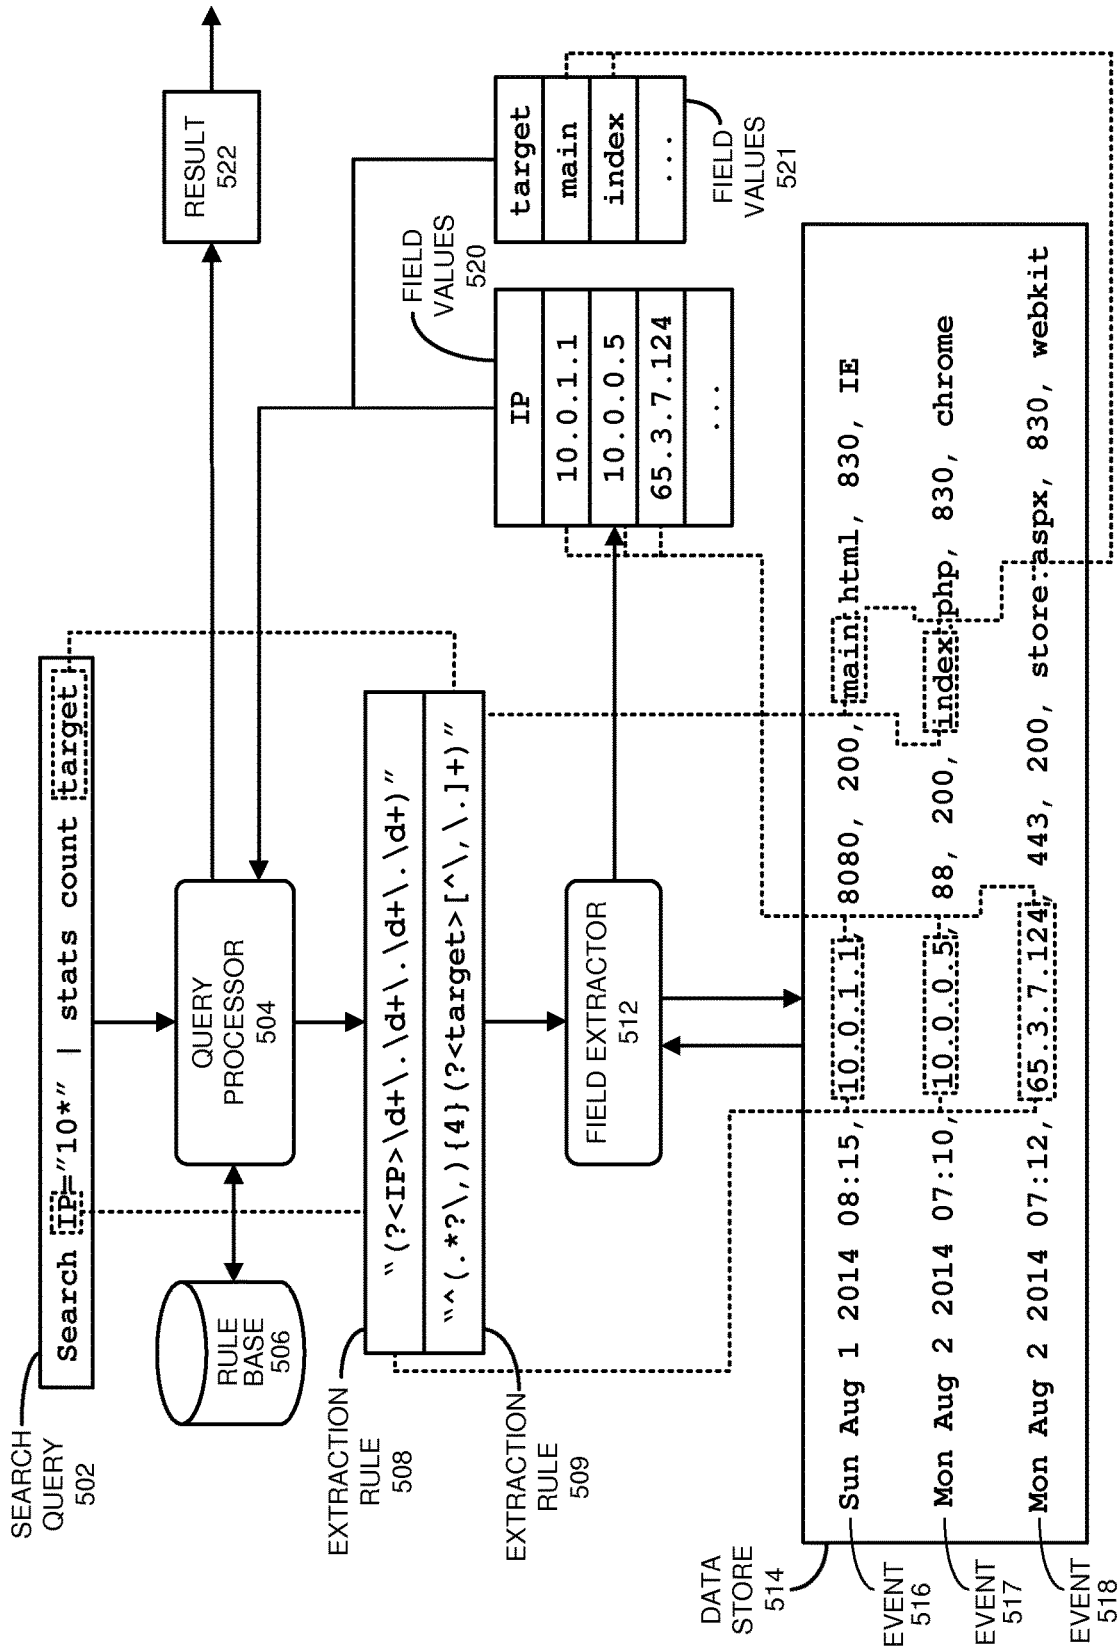 SEARCH
QUERY
502
Search IP="10*" | stats count target
RULE
BASE
506
QUERY
PROCESSOR
504
RESULT
522
EXTRACTION
RULE
508
"(?<IP>\d+\.\d+\.\d+\.\d+)"
EXTRACTION
RULE
509
"^(.*?\,){4}(?<target>[^\,\.]+)"
FIELD EXTRACTOR
512
FIELD
VALUES
520
IP
10.0.1.1
10.0.0.5
65.3.7.124
...
target
main
index
...
FIELD
VALUES
521
DATA
STORE
514
EVENT
516
Sun Aug 1 2014 08:15, 10.0.1.1, 8080, 200, main.html, 830, IE
EVENT
517
Mon Aug 2 2014 07:10, 10.0.0.5, 88, 200, index.php, 830, chrome
EVENT
518
Mon Aug 2 2014 07:12, 65.3.7.124, 443, 200, store.aspx, 830, webkit